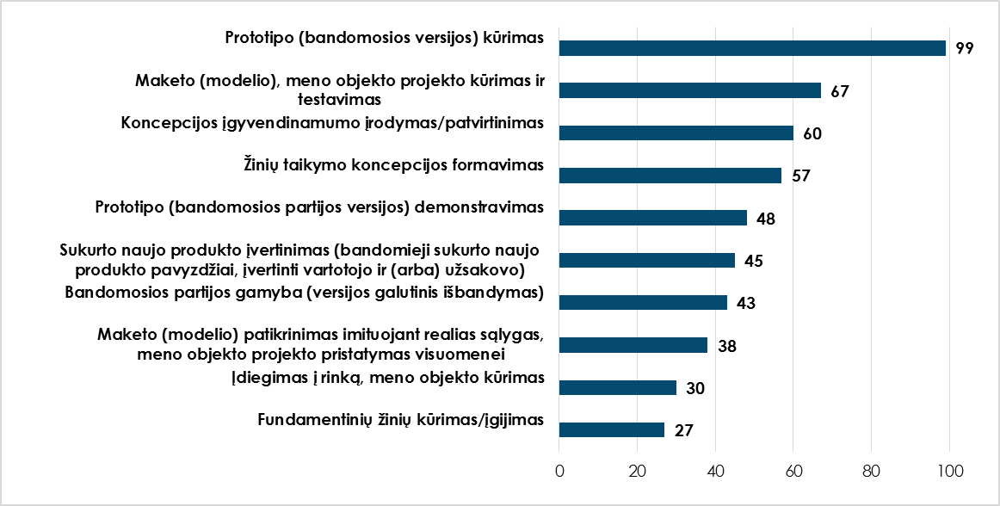 Prototipo (bandomosios versijos) kūrimas
99
Maketo (modelio), meno objekto projekto kūrimas ir
testavimas
67
Koncepcijos įgyvendinamumo įrodymas/patvirtinimas
60
Žinių taikymo koncepcijos formavimas
57
Prototipo (bandomosios partijos versijos) demonstravimas
48
Sukurto naujo produkto įvertinimas (bandomieji sukurto naujo
produkto pavyzdžiai, įvertinti vartotojo ir (arba) užsakovo)
45
Bandomosios partijos gamyba (versijos galutinis išbandymas)
43
Maketo (modelio) patikrinimas imituojant realias sąlygas,
meno objekto projekto pristatymas visuomenei
38
Įdiegimas į rinką, meno objekto kūrimas
30
Fundamentinių žinių kūrimas/įgijimas
27
0 20 40 60 80 100